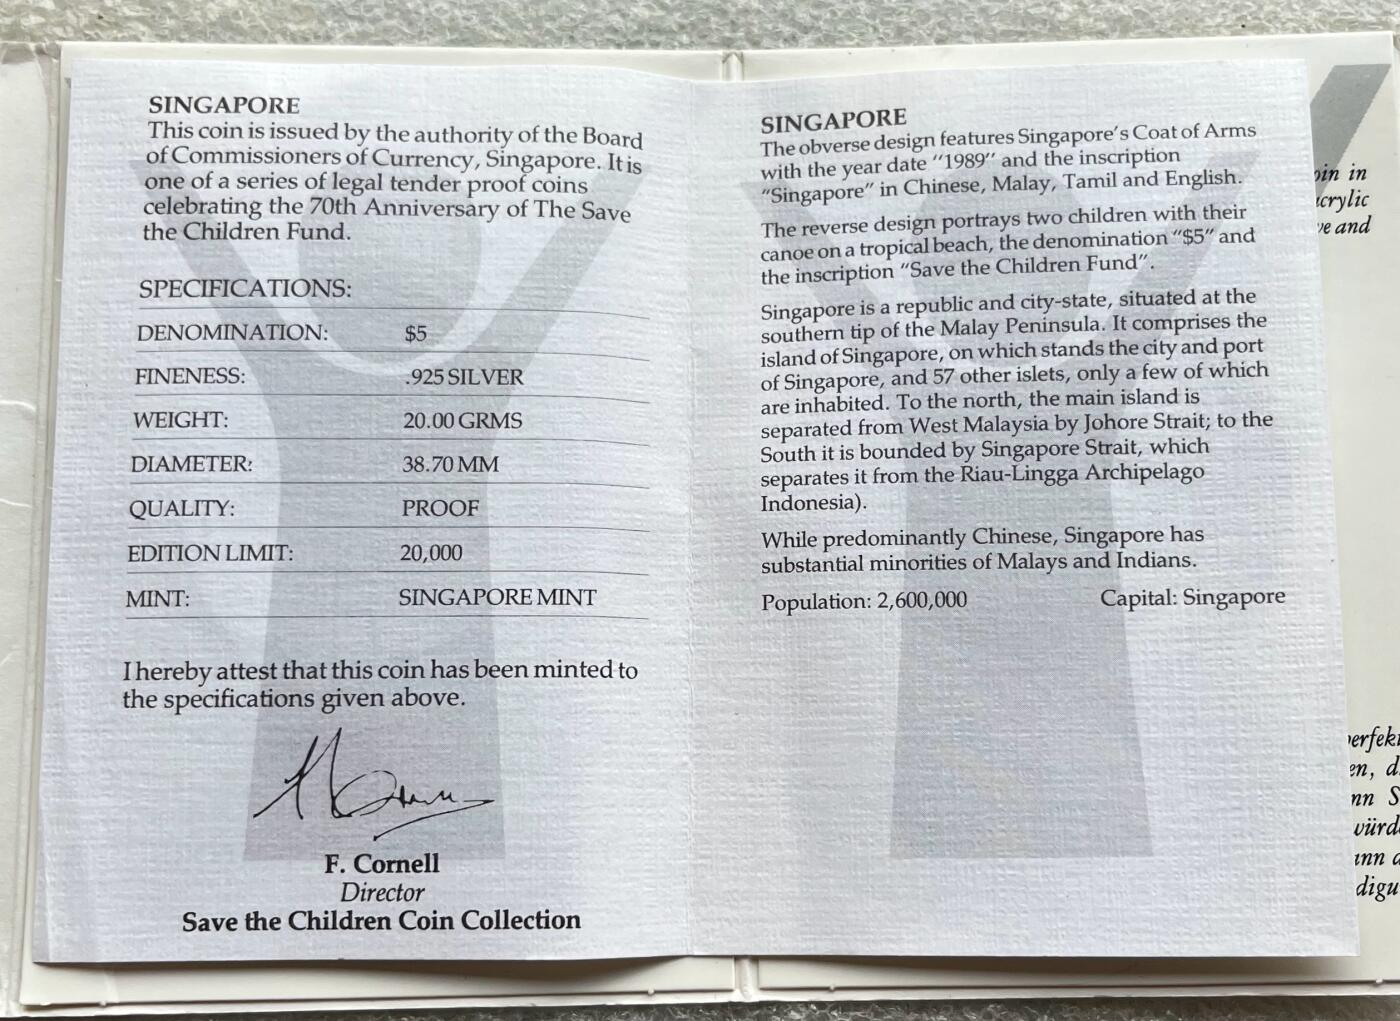 SINGAPORE
This coin is issued by the authority of the Board
of Commissioners of Currency, Singapore. It is
one of a series of legal tender proof coins
celebrating the 70th Anniversary of The Save
the Children Fund.
SPECIFICATIONS:
DENOMINATION: $5
FINENESS: .925 SILVER
WEIGHT: 20.00 GRMS
DIAMETER: 38.70 MM
QUALITY: PROOF
EDITION LIMIT: 20,000
MINT: SINGAPORE MINT
I hereby attest that this coin has been minted to
the specifications given above.
F. Cornell
Director
Save the Children Coin Collection
SINGAPORE
The obverse design features Singapore's Coat of Arms
with the year date "1989" and the inscription
"Singapore" in Chinese, Malay, Tamil and English.
The reverse design portrays two children with their
canoe on a tropical beach, the denomination "$5" and
the inscription "Save the Children Fund".
Singapore is a republic and city-state, situated at the
southern tip of the Malay Peninsula. It comprises the
island of Singapore, on which stands the city and port
of Singapore, and 57 other islets, only a few of which
are inhabited. To the north, the main island is
separated from West Malaysia by Johore Strait; to the
South it is bounded by Singapore Strait, which
separates it from the Riau-Lingga Archipelago
Indonesia).
While predominantly Chinese, Singapore has
substantial minorities of Malays and Indians.
Population: 2,600,000 Capital: Singapore
in
and